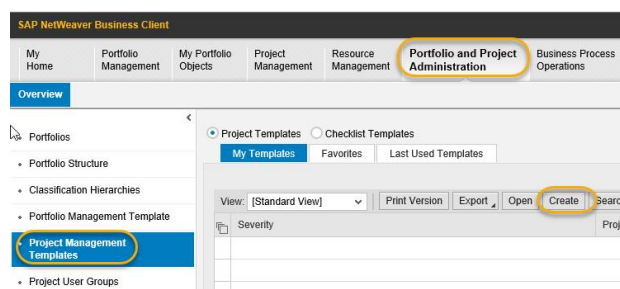 SAP NetWeaver Business Client
My Home
Portfolio Management
My Portfolio Objects
Project Management
Resource Management
Portfolio and Project Administration
Business Process Operations
Overview
<
Portfolios
Portfolio Structure
Classification Hierarchies
Portfolio Management Template
Project Management
Templates
Project User Groups
Project Templates Checklist Templates
My Templates Favorites Last Used Templates
View: [Standard View] Print Version Export Open Create Searc
Severity Proj